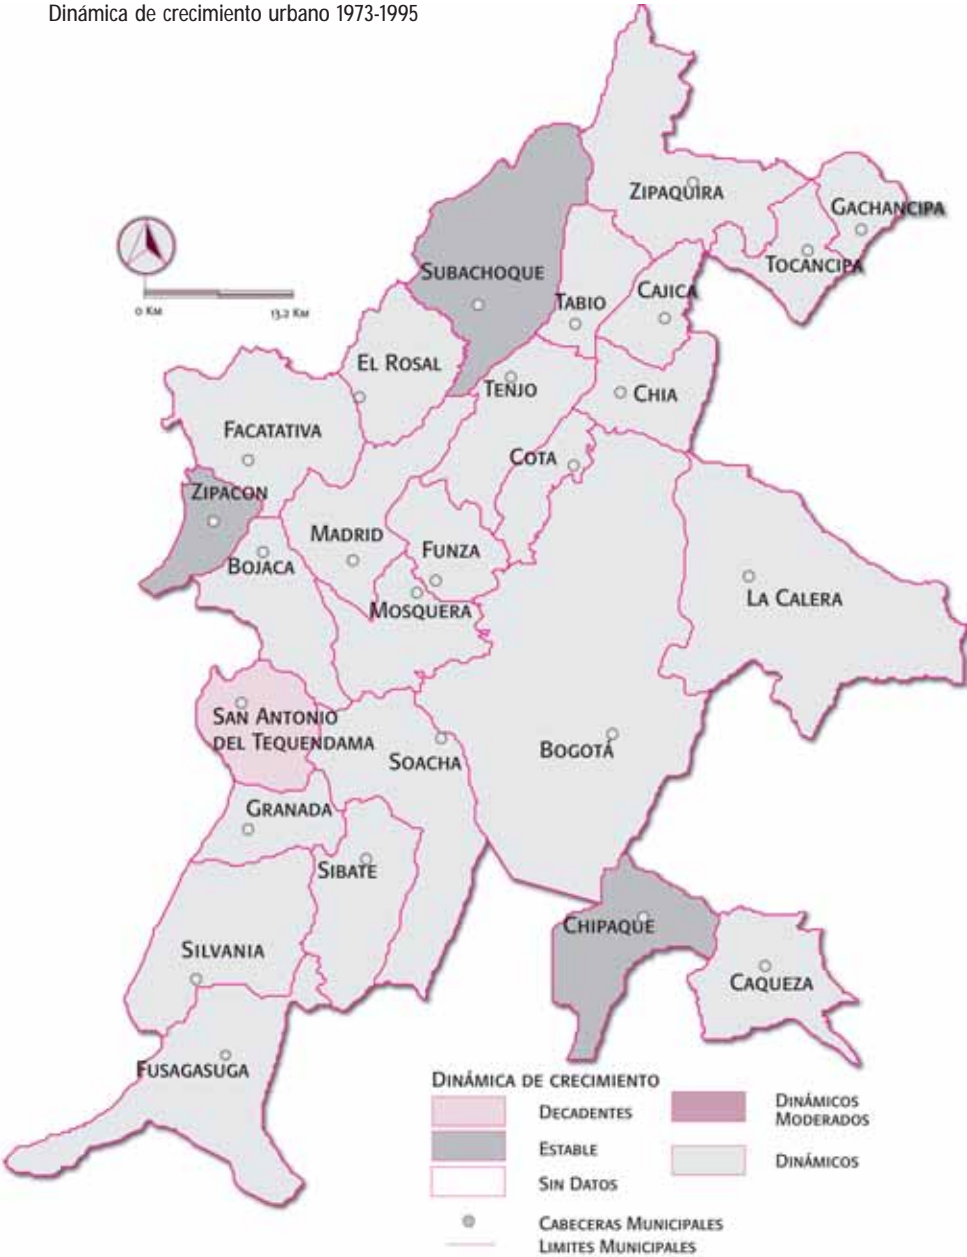 Dinámica de crecimiento urbano 1973-1995
ZIPAQUIRA
GACHANCIPA
TOCANCIPA
SUBACHOQUE
TABIO
CAJICA
0 KM
13.2 KM
EL ROSAL
TENJO
CHIA
FACATATIVA
COTA
ZIPACON
MADRID
FUNZA
BOJACA
MOSQUERA
LA CALERA
SAN ANTONIO
DEL TEQUENDAMA
SOACHA
BOGOTÁ
GRANADA
SIBATE
CHIPAQUE
SILVANIA
CAQUEZA
FUSAGASUGA
DINÁMICA DE CRECIMIENTO
DECADENTES
ESTABLE
SIN DATOS
DINÁMICOS
MODERADOS
DINÁMICOS
CABECERAS MUNICIPALES
LIMITES MUNICIPALES